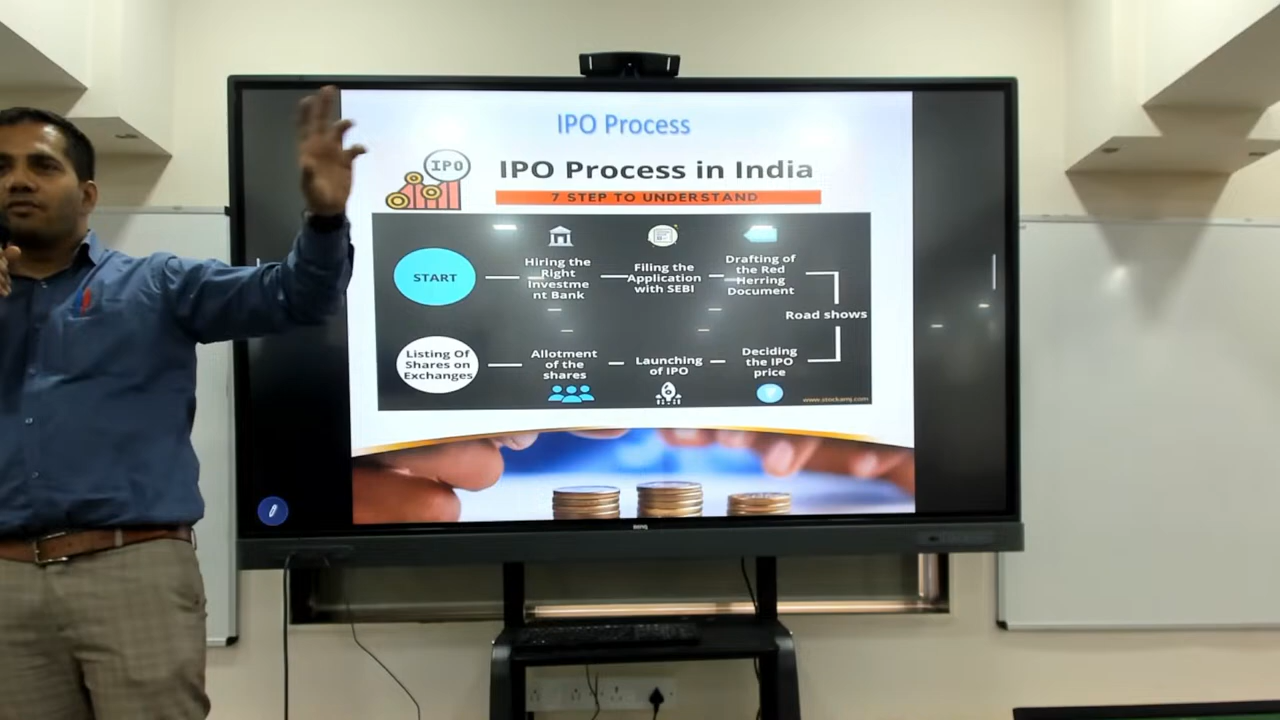 IPO Process
IPO
IPO Process in India
7 STEP TO UNDERSTAND
START
Hiring the
Right
Investme
nt Bank
Filing the
Application
with SEBI
Drafting of
the Red
Herring
Document
Road shows
Deciding
the IPO
price
Launching
of IPO
Allotment
of the
shares
Listing Of
Shares on
Exchanges
www.stockamj.com
BenQ